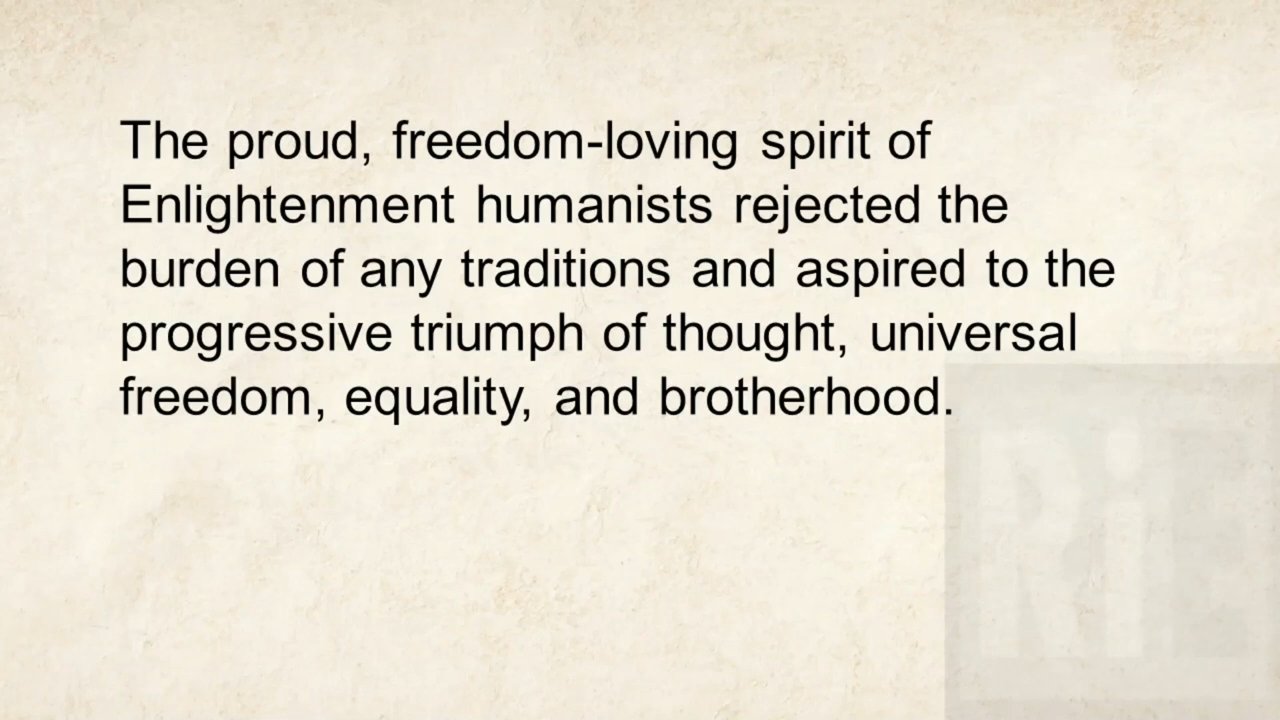 The proud, freedom-loving spirit of
Enlightenment humanists rejected the
burden of any traditions and aspired to the
progressive triumph of thought, universal
freedom, equality, and brotherhood.
RiE